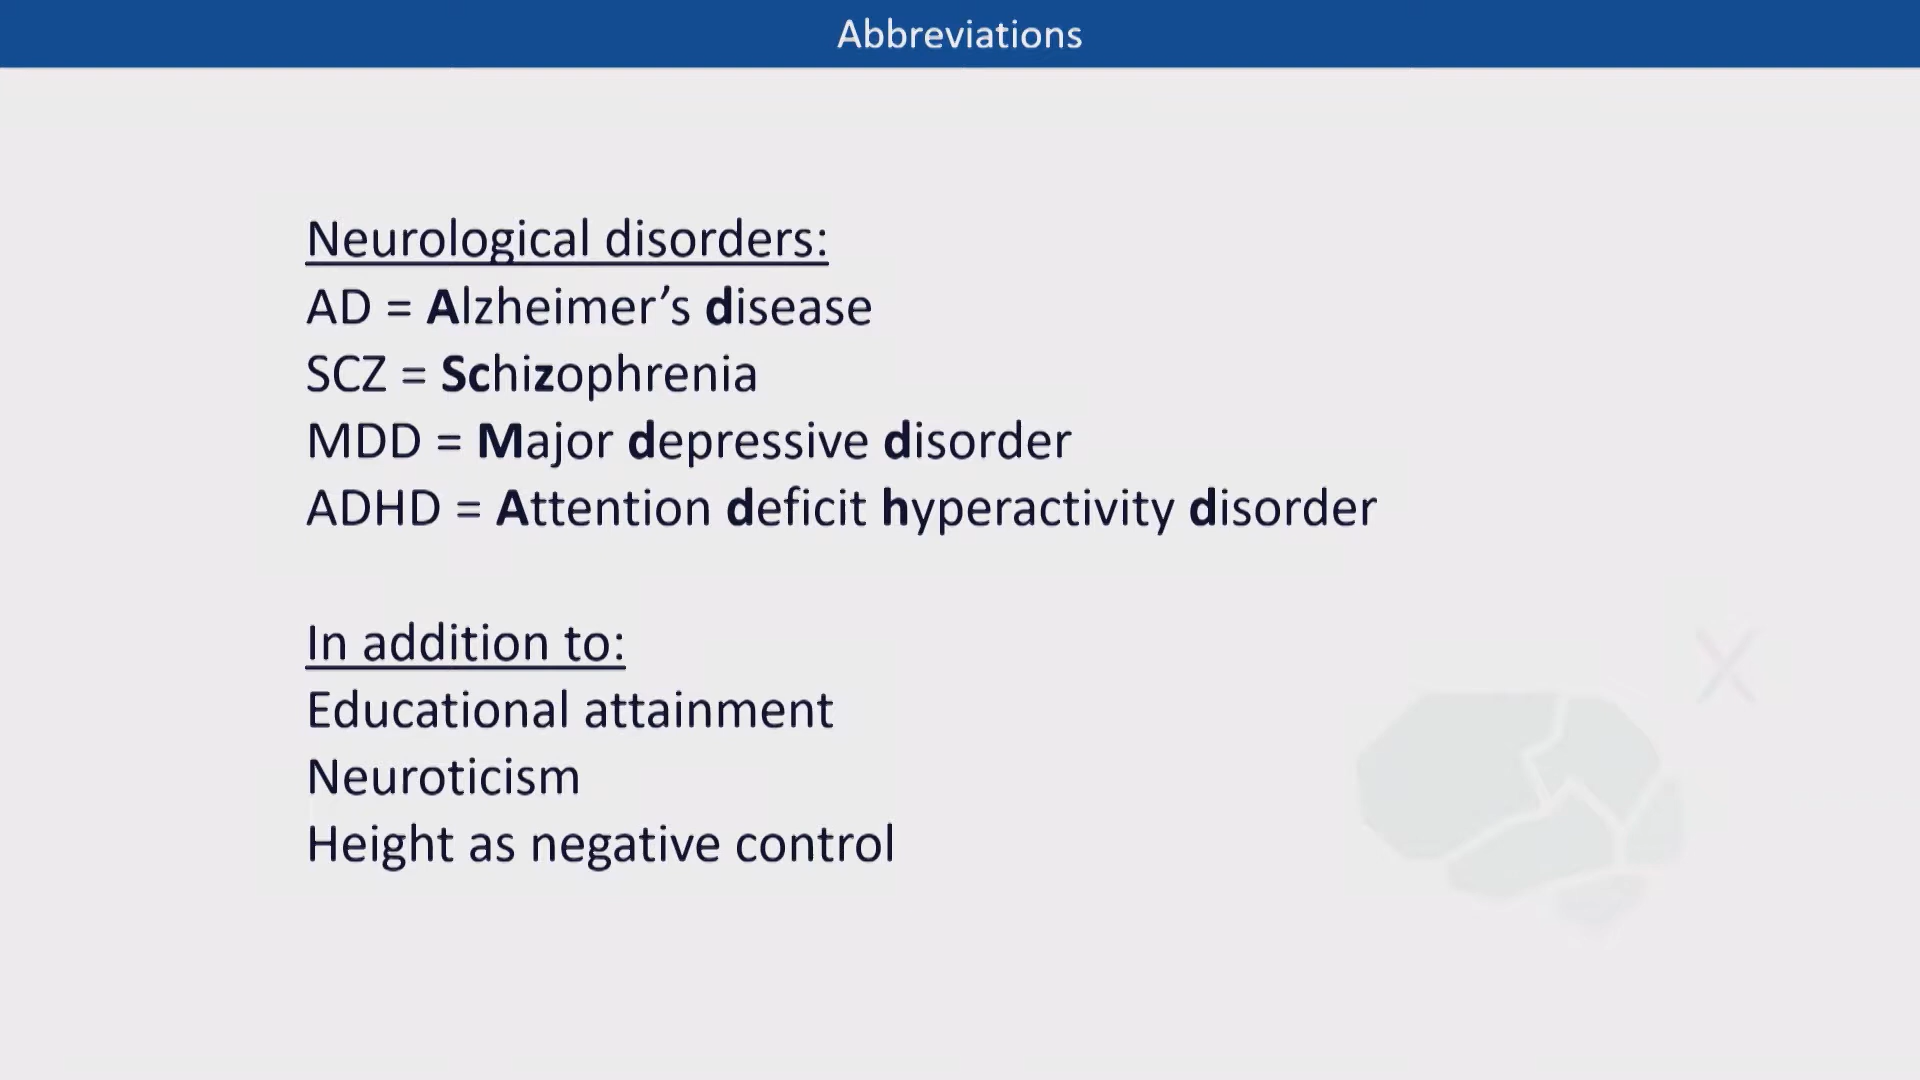 Abbreviations
Neurological disorders:
AD = Alzheimer’s disease
SCZ = Schizophrenia
MDD = Major depressive disorder
ADHD = Attention deficit hyperactivity disorder
In addition to:
Educational attainment
Neuroticism
Height as negative control
X